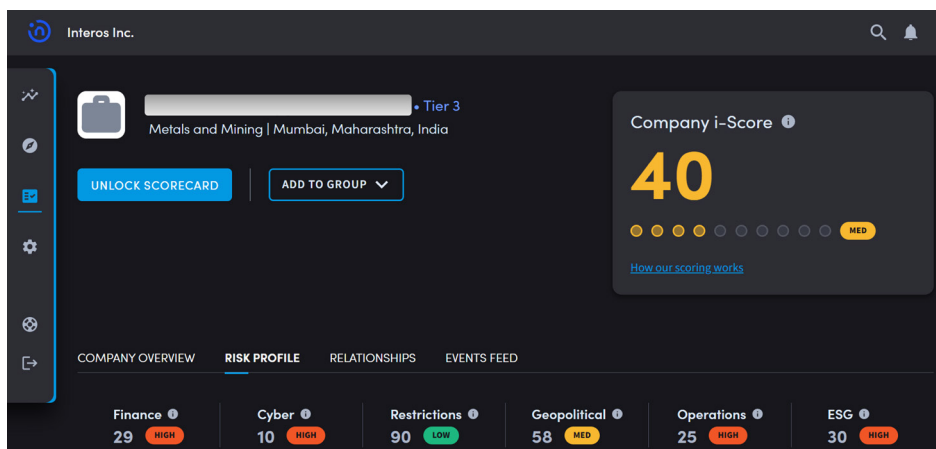 Interos Inc.
• Tier 3
Metals and Mining | Mumbai, Maharashtra, India
UNLOCK SCORECARD
ADD TO GROUP
Company i-Score
40
MED
How our scoring works
COMPANY OVERVIEW RISK PROFILE RELATIONSHIPS EVENTS FEED
Finance Cyber Restrictions Geopolitical Operations ESG
29 HIGH 10 HIGH 90 LOW 58 MED 25 HIGH 30 HIGH